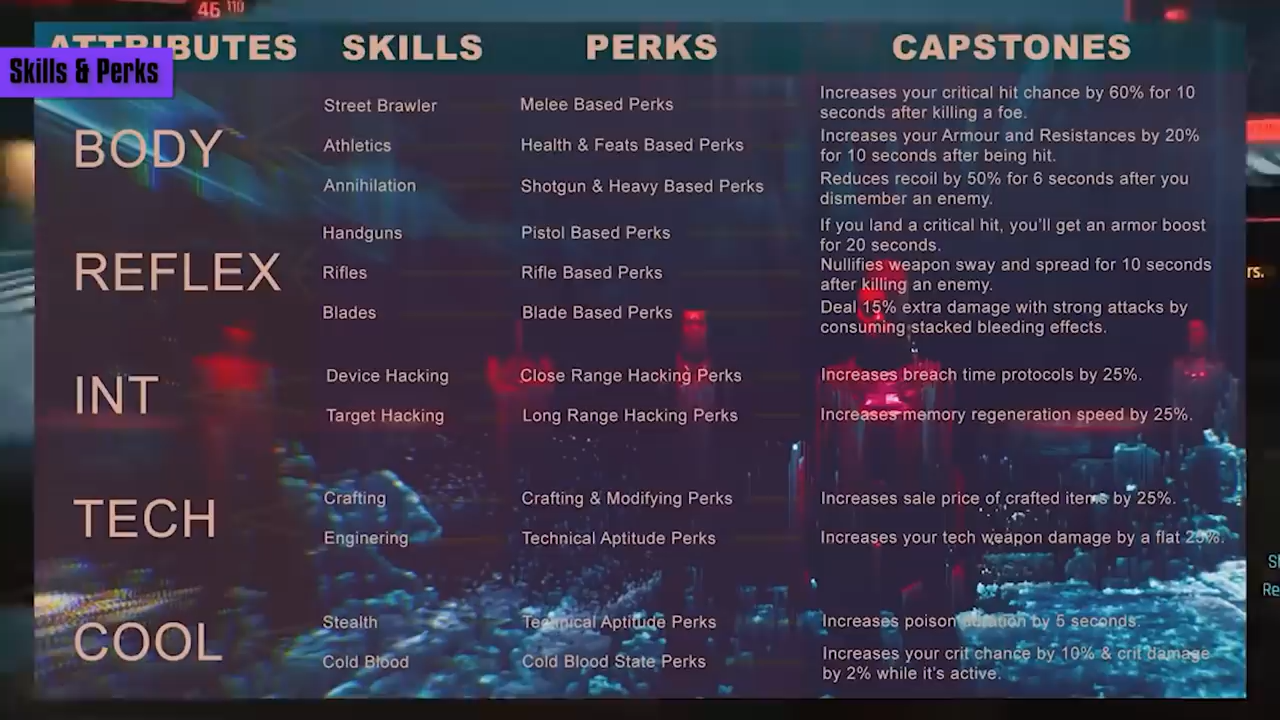 46 110
ATTRIBUTES SKILLS PERKS CAPSTONES
Skills & Perks
BODY
Street Brawler Melee Based Perks Increases your critical hit chance by 60% for 10
seconds after killing a foe.
Athletics Health & Feats Based Perks Increases your Armour and Resistances by 20%
for 10 seconds after being hit.
Annihilation Shotgun & Heavy Based Perks Reduces recoil by 50% for 6 seconds after you
dismember an enemy.
REFLEX
Handguns Pistol Based Perks If you land a critical hit, you'll get an armor boost
for 20 seconds.
Rifles Rifle Based Perks Nullifies weapon sway and spread for 10 seconds
after killing an enemy.
Blades Blade Based Perks Deal 15% extra damage with strong attacks by
consuming stacked bleeding effects.
rs.
INT
Device Hacking Close Range Hacking Perks Increases breach time protocols by 25%.
Target Hacking Long Range Hacking Perks Increases memory regeneration speed by 25%.
TECH
Crafting Crafting & Modifying Perks Increases sale price of crafted items by 25%.
Enginering Technical Aptitude Perks Increases your tech weapon damage by a flat 25%.
Re
COOL
Stealth Technical Aptitude Perks Increases poison duration by 5 seconds.
Cold Blood Cold Blood State Perks Increases your crit chance by 10% & crit damage
by 2% while it's active.